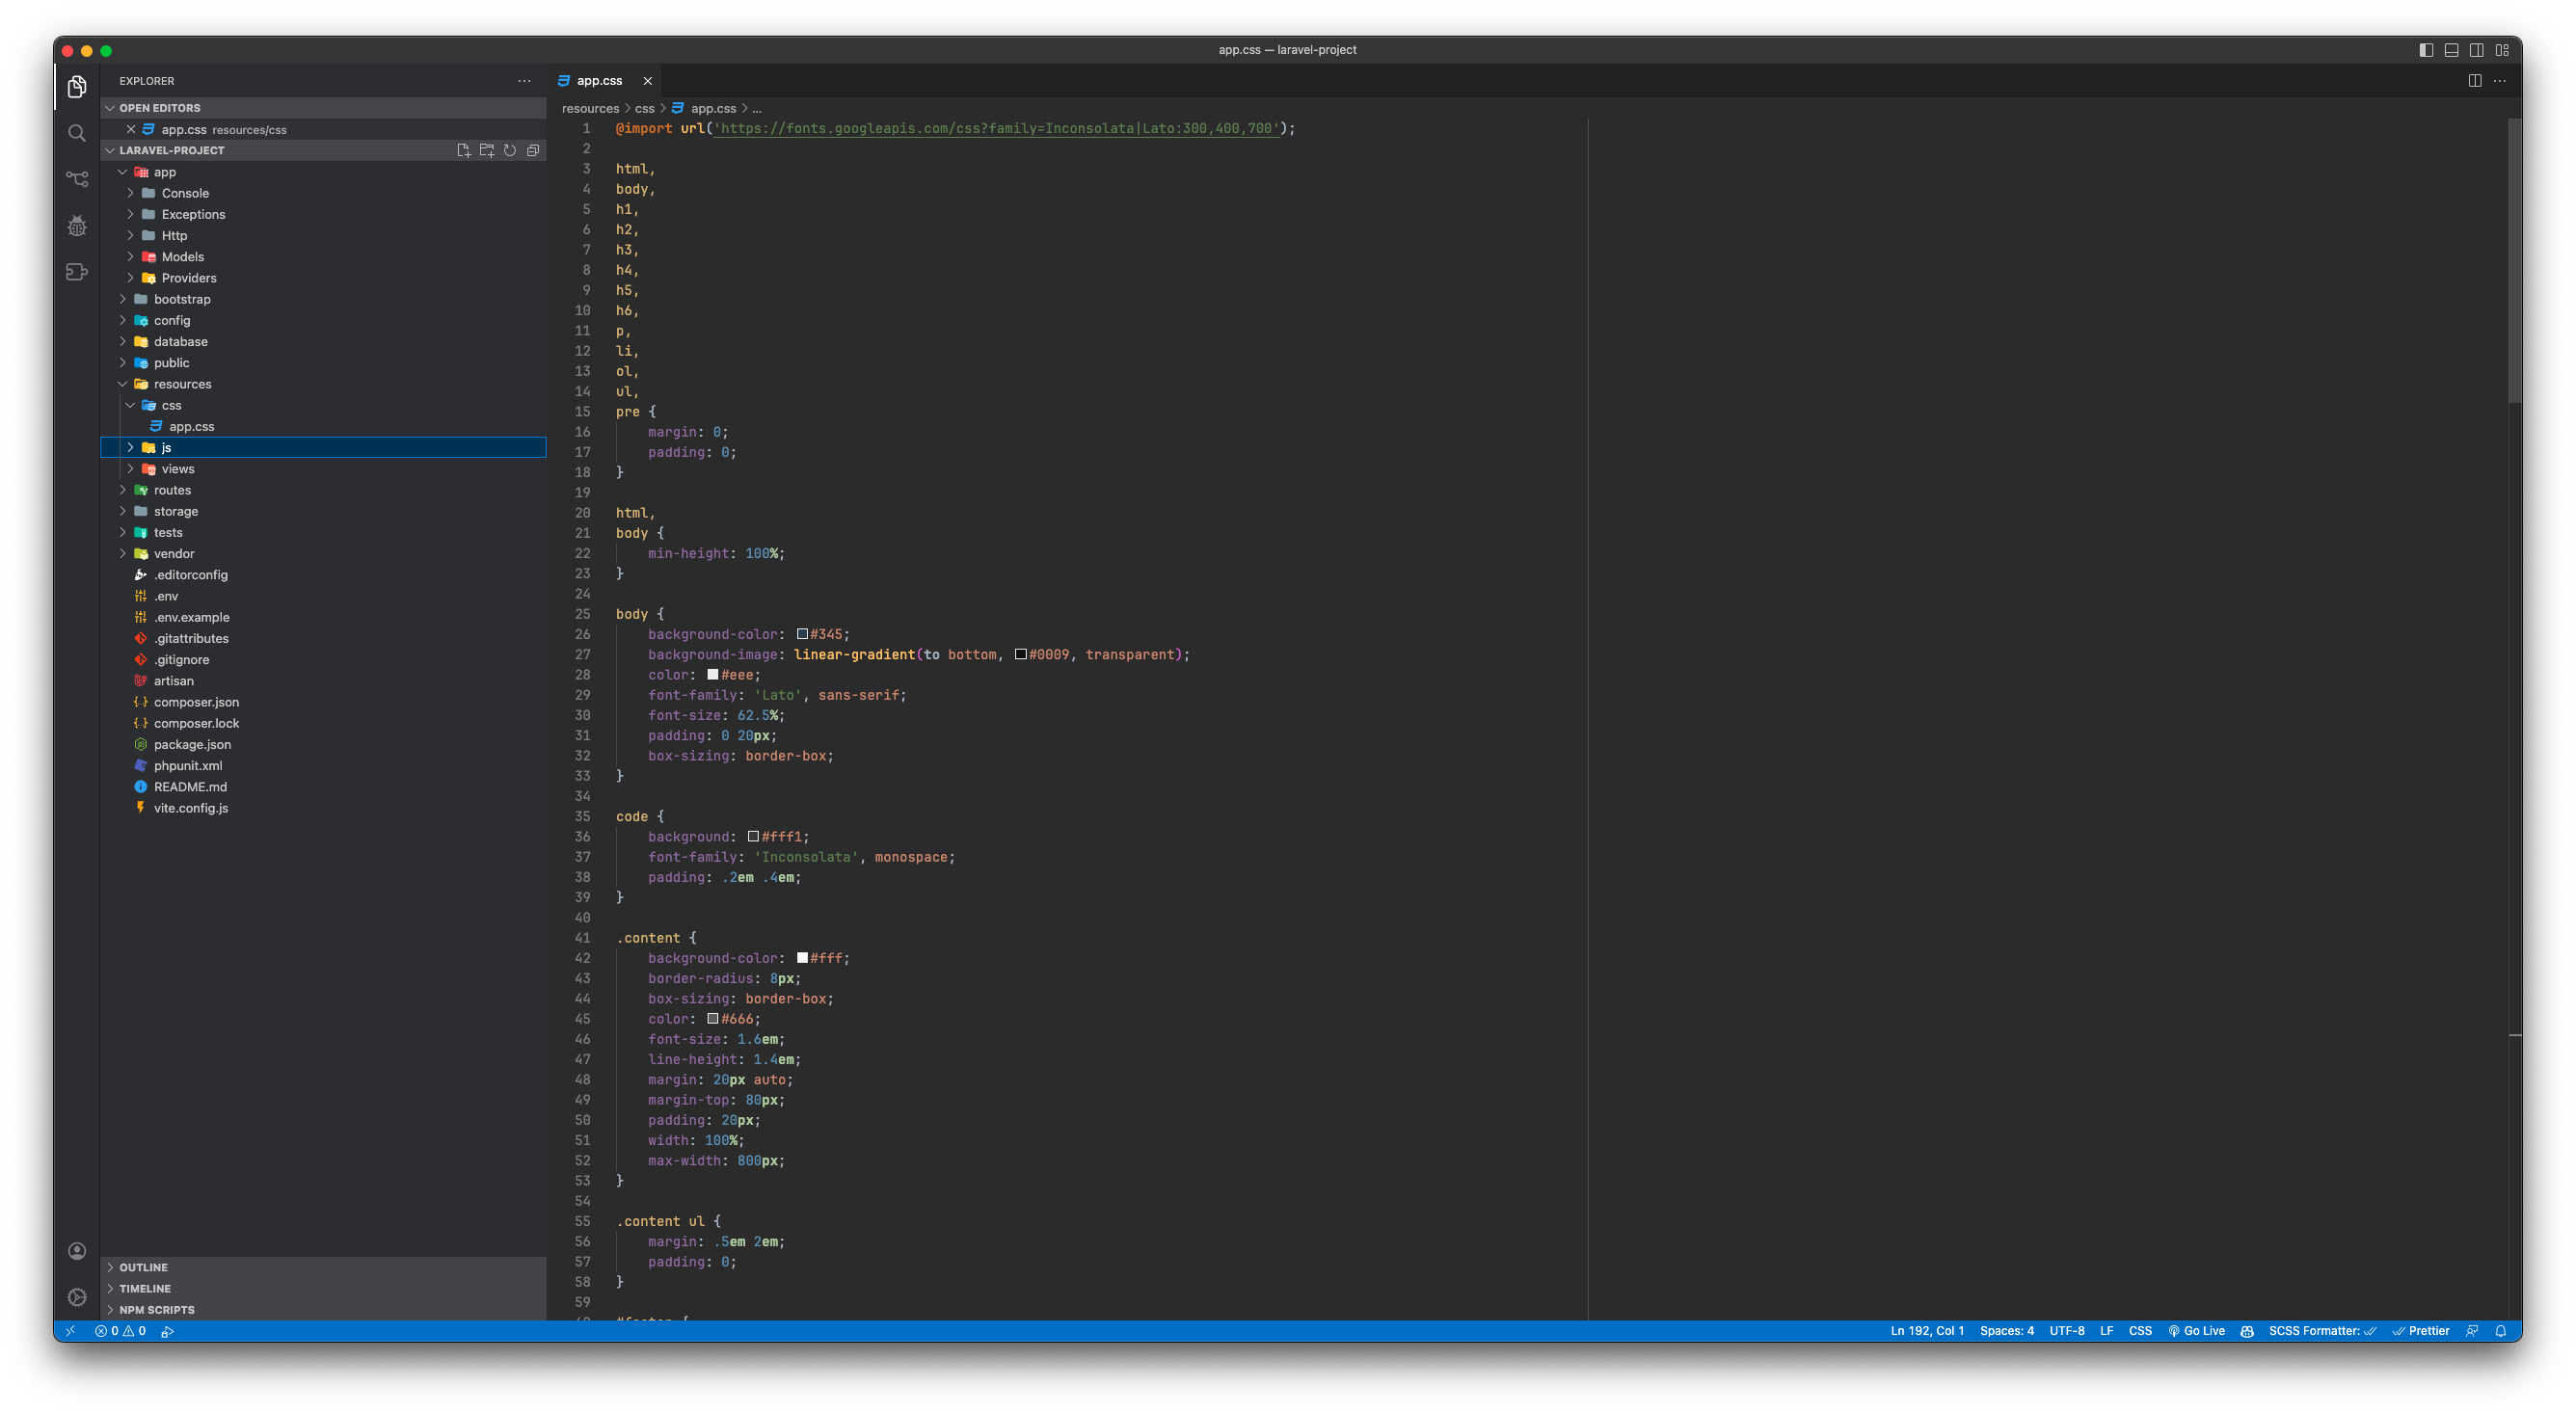 app.css — laravel-project
EXPLORER
OPEN EDITORS
app.css resources/css
LARAVEL-PROJECT
app
Console
Exceptions
Http
Models
Providers
bootstrap
config
database
public
resources
css
app.css
js
views
routes
storage
tests
vendor
.editorconfig
.env
.env.example
.gitattributes
.gitignore
artisan
composer.json
composer.lock
package.json
phpunit.xml
README.md
vite.config.js
OUTLINE
TIMELINE
NPM SCRIPTS
app.css
resources > css > app.css > ...
1 @import url('https://fonts.googleapis.com/css?family=Inconsolata|Lato:300,400,700');
2
3 html,
4 body,
5 h1,
6 h2,
7 h3,
8 h4,
9 h5,
10 h6,
11 p,
12 li,
13 ol,
14 ul,
15 pre {
16 margin: 0;
17 padding: 0;
18 }
19
20 html,
21 body {
22 min-height: 100%;
23 }
24
25 body {
26 background-color: #345;
27 background-image: linear-gradient(to bottom, #0009, transparent);
28 color: #eee;
29 font-family: 'Lato', sans-serif;
30 font-size: 62.5%;
31 padding: 0 20px;
32 box-sizing: border-box;
33 }
34
35 code {
36 background: #fff1;
37 font-family: 'Inconsolata', monospace;
38 padding: .2em .4em;
39 }
40
41 .content {
42 background-color: #fff;
43 border-radius: 8px;
44 box-sizing: border-box;
45 color: #666;
46 font-size: 1.6em;
47 line-height: 1.4em;
48 margin: 20px auto;
49 margin-top: 80px;
50 padding: 20px;
51 width: 100%;
52 max-width: 800px;
53 }
54
55 .content ul {
56 margin: .5em 2em;
57 padding: 0;
58 }
59
0 0
Ln 192, Col 1 Spaces: 4 UTF-8 LF CSS Go Live SCSS Formatter: Prettier